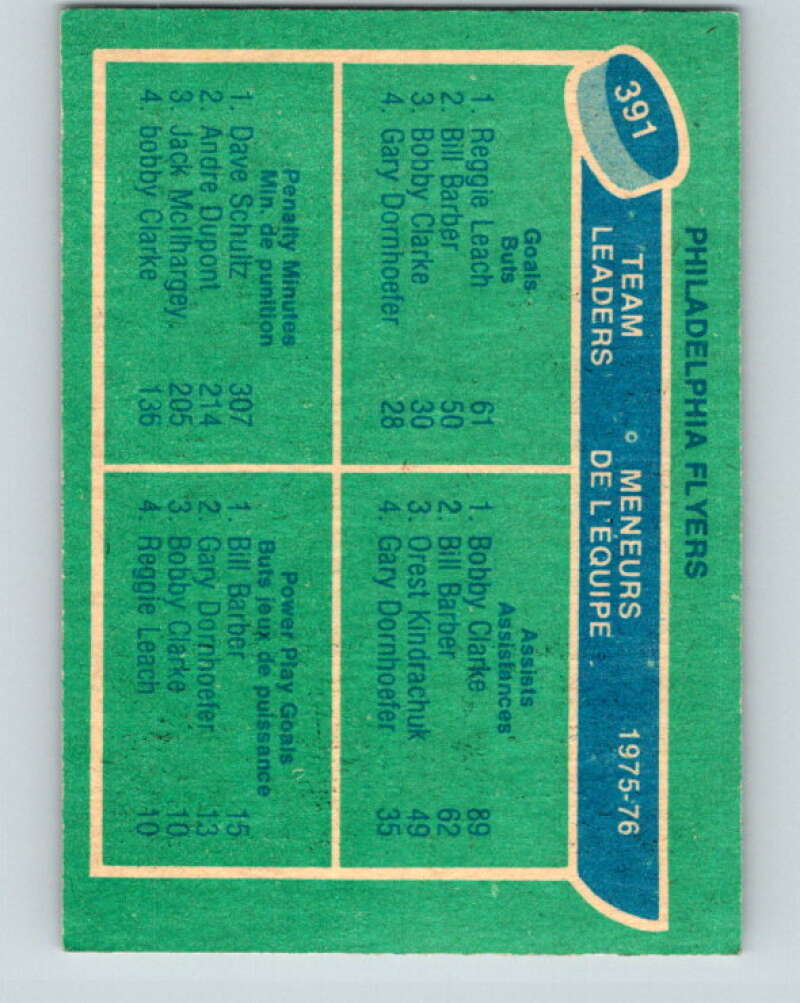 PHILADELPHIA FLYERS
391
TEAM LEADERS
MENEURS DE L'ÉQUIPE
1975-76
Goals
Buts
1. Reggie Leach 61
2. Bill Barber 50
3. Bobby Clarke 30
4. Gary Dornhoefer 28
Assists
Assistances
1. Bobby Clarke 89
2. Bill Barber 62
3. Orest Kindrachuk 49
4. Gary Dornhoefer 35
Penalty Minutes
Min. de punition
1. Dave Schultz 307
2. Andre Dupont 214
3. Jack McIlhargey 205
4. bobby Clarke 136
Power Play Goals
Buts jeux de puissance
1. Bill Barber 15
2. Gary Dornhoefer 13
3. Bobby Clarke 10
4. Reggie Leach 10